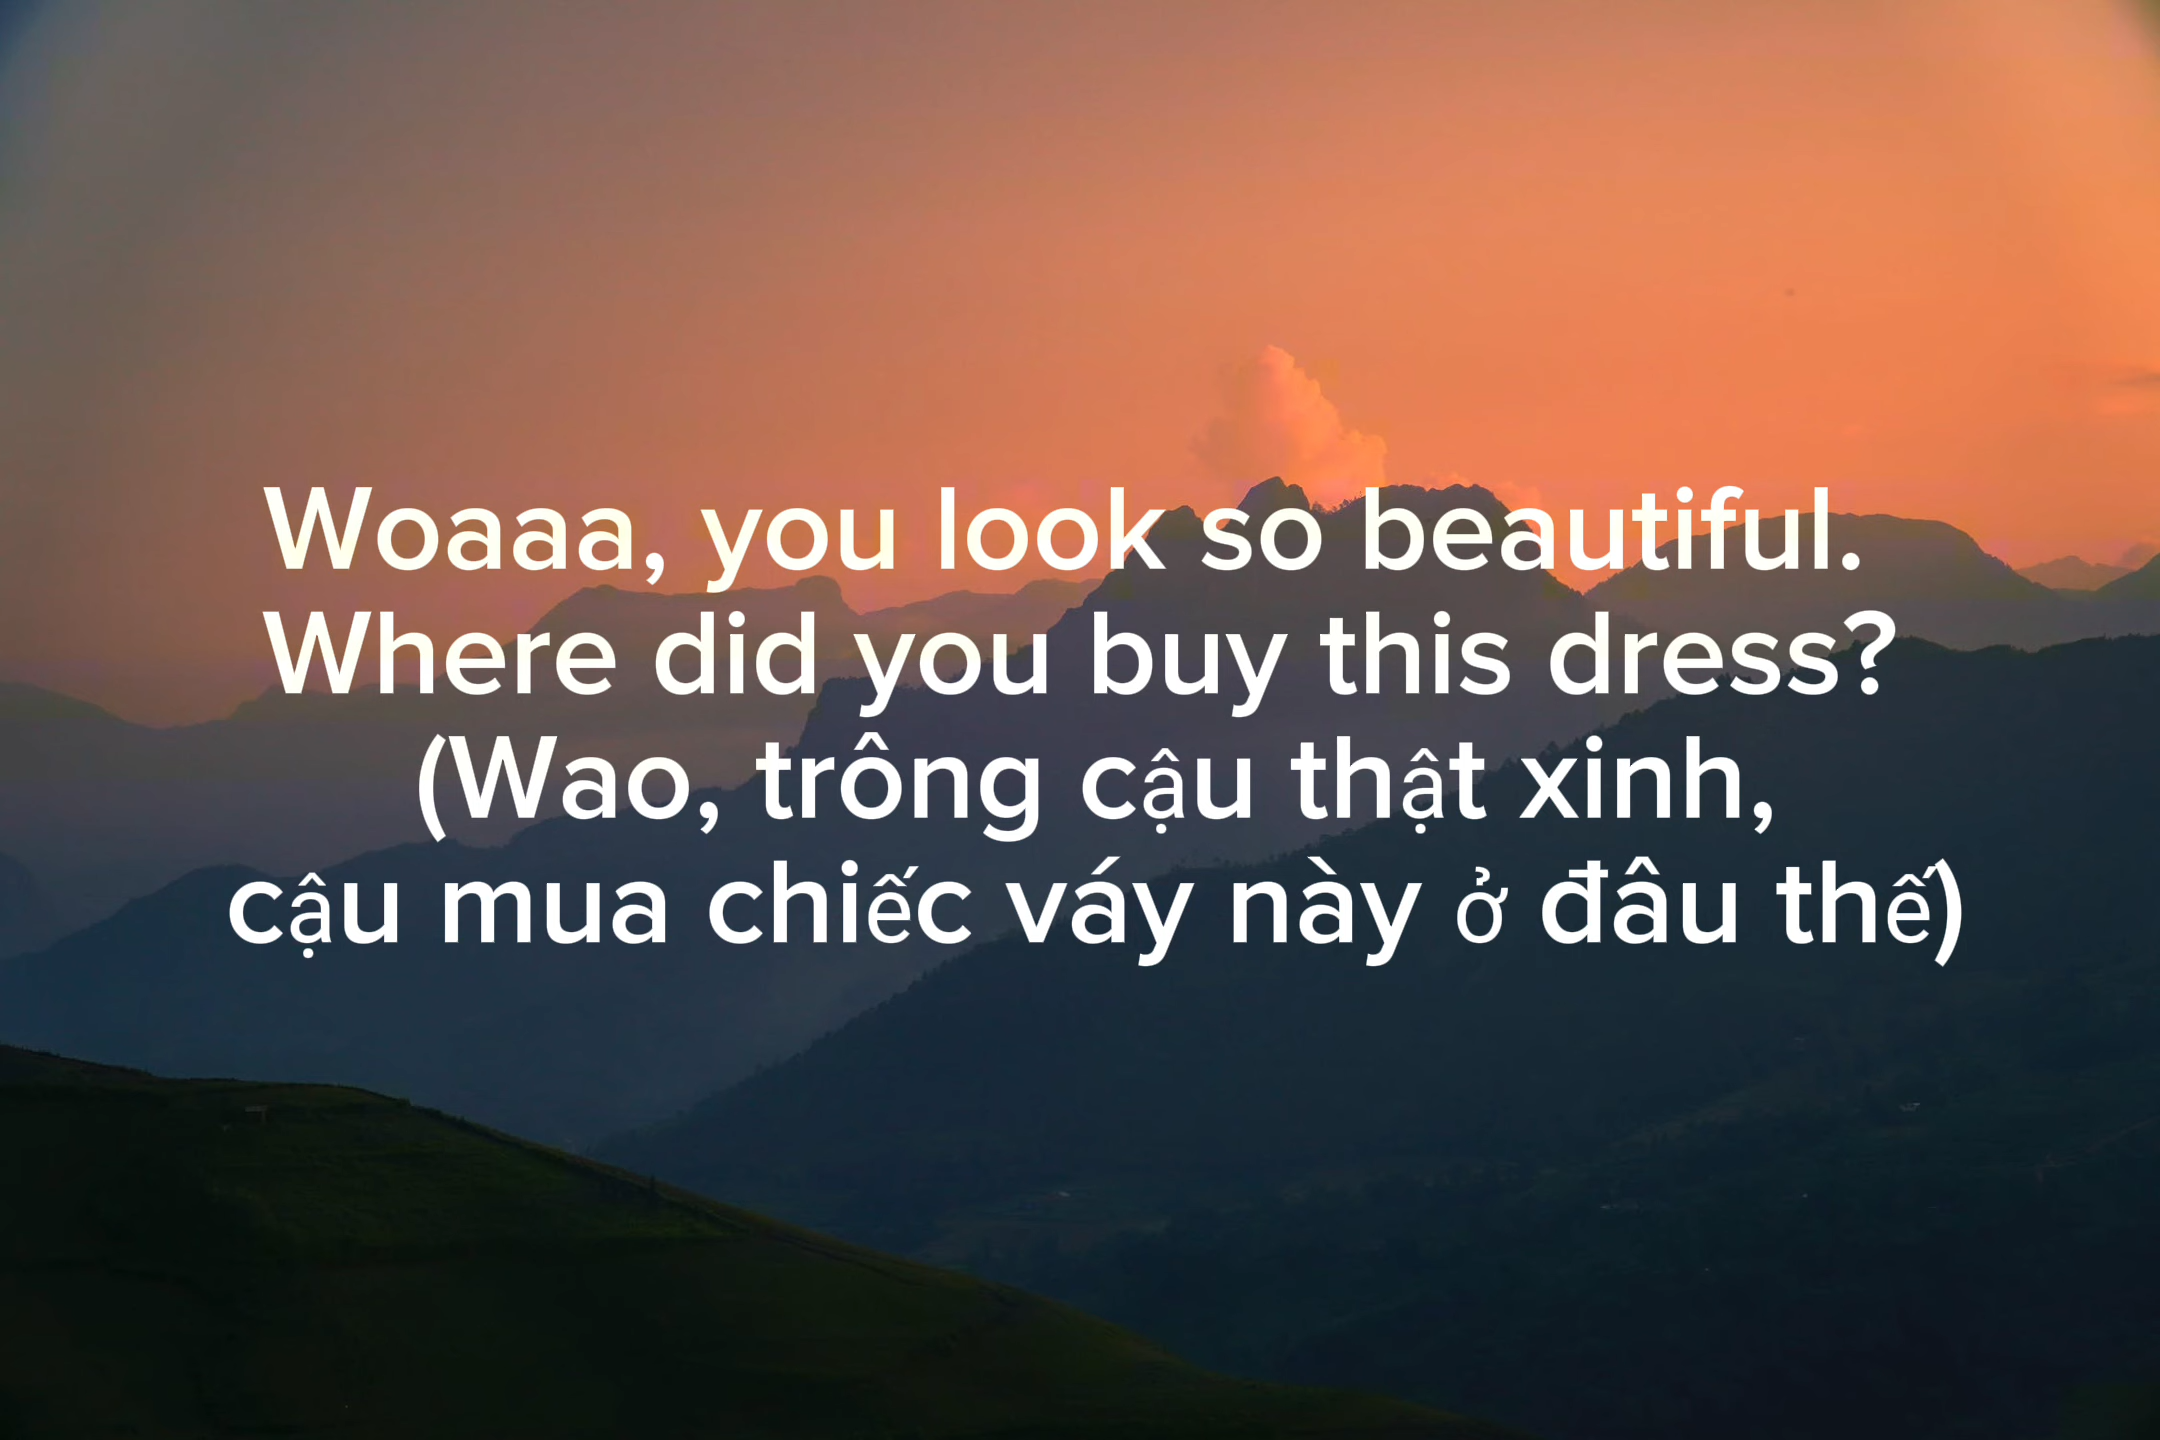 Woaaa, you look so beautiful.
Where did you buy this dress?
(Wao, trông cậu thật xinh,
cậu mua chiếc váy này ở đâu thế)